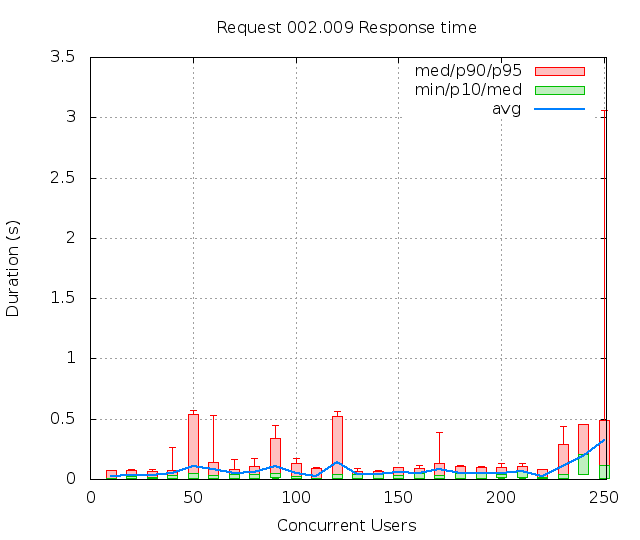 Request 002.009 Response time
med/p90/p95
min/p10/med
avg
3.5
3
2.5
2
1.5
1
0.5
0
0 50 100 150 200 250
Duration (s)
Concurrent Users